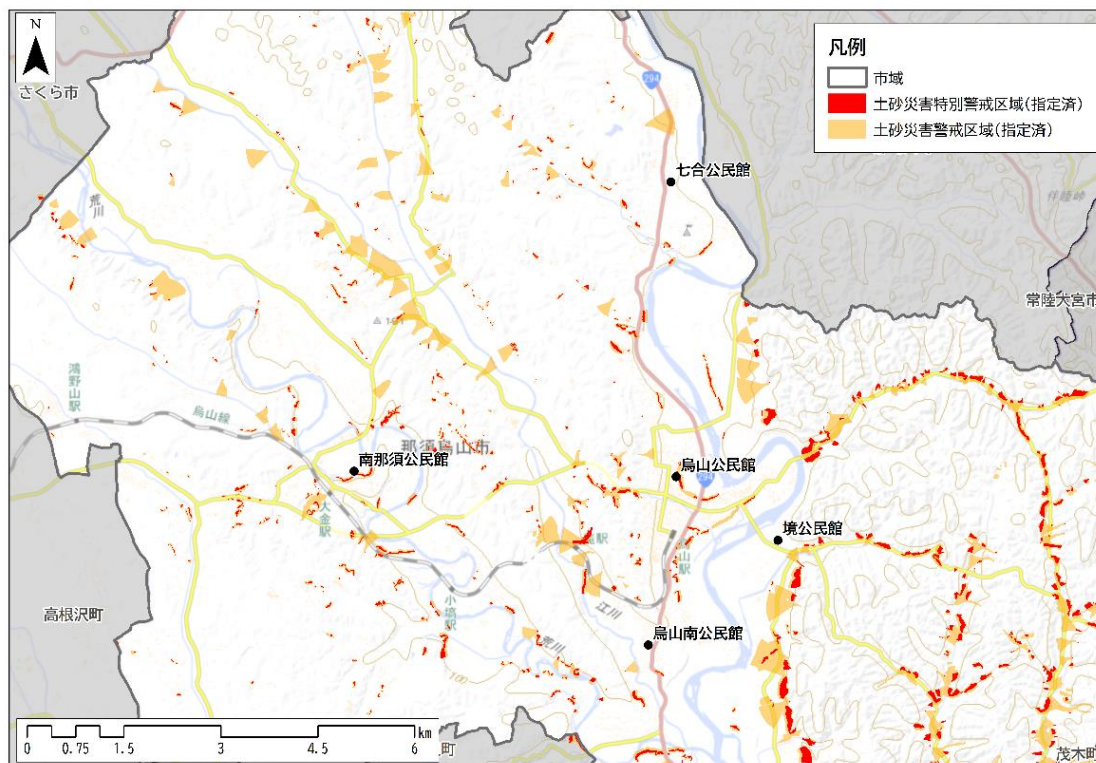 N
さくら市
294
凡例
市域
土砂災害特別警戒区域(指定済)
土砂災害警戒区域(指定済)
七合公民館
荒川
常陸大宮市
鴻野山駅
烏山線
那須烏山市
南那須公民館
烏山公民館
294
大金駅
境公民館
滝駅
高根沢町
小塙駅
江川
荒川
烏山南公民館
100
km
0 0.75 1.5 3 4.5 6
町
茂木町